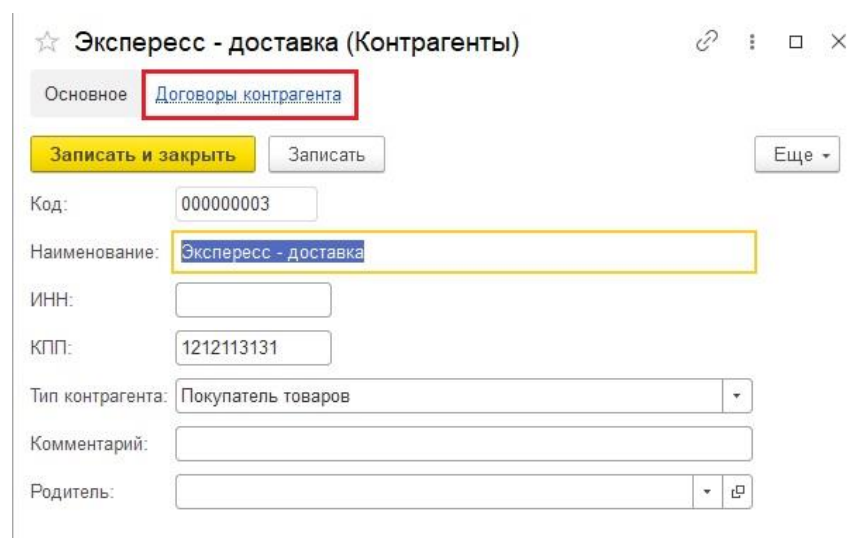 Экспересс - доставка (Контрагенты)
Основное Договоры контрагента
Записать и закрыть Записать Еще
Код: 000000003
Наименование: Экспересс - доставка
ИНН:
КПП: 1212113131
Тип контрагента: Покупатель товаров
Комментарий:
Родитель: